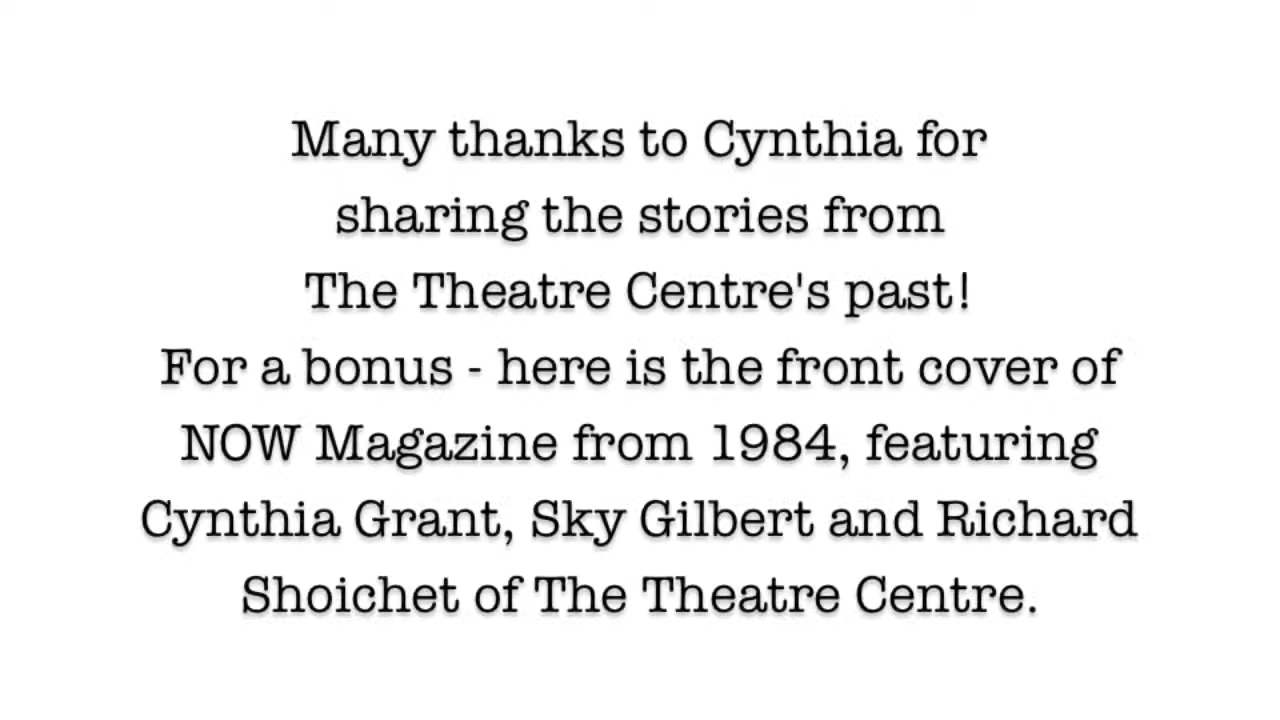 Many thanks to Cynthia for
sharing the stories from
The Theatre Centre's past!
For a bonus - here is the front cover of
NOW Magazine from 1984, featuring
Cynthia Grant, Sky Gilbert and Richard
Shoichet of The Theatre Centre.